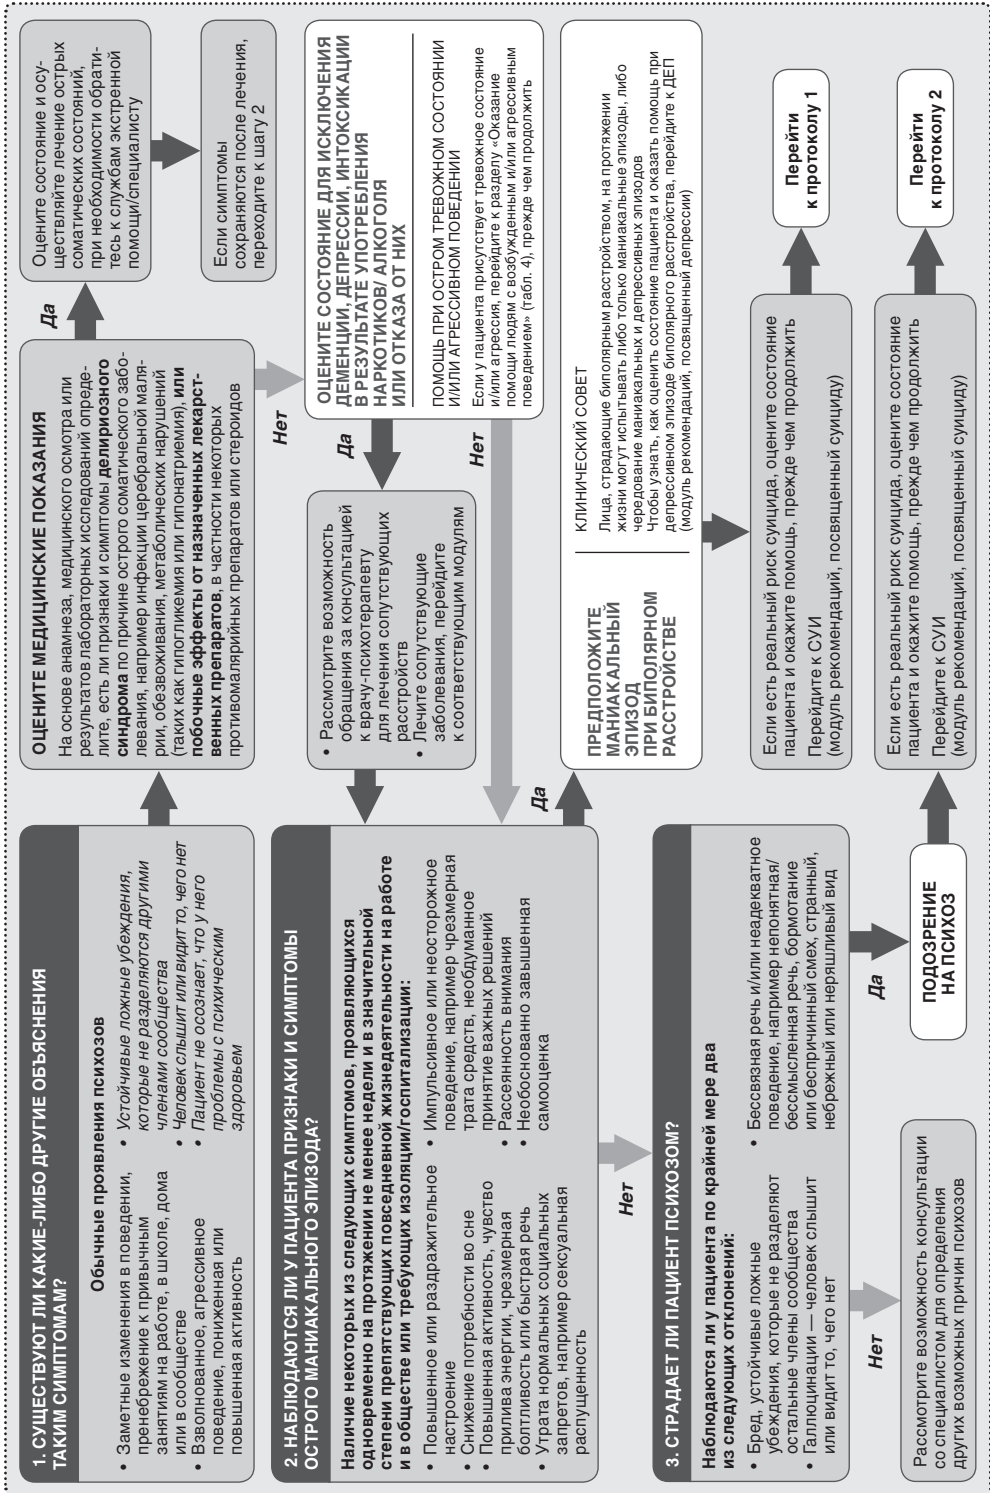 1. СУЩЕСТВУЮТ ЛИ КАКИЕ-ЛИБО ДРУГИЕ ОБЪЯСНЕНИЯ
ТАКИМ СИМПТОМАМ?
Обычные проявления психозов
• Заметные изменения в поведении,
пренебрежение к привычным
занятиям на работе, в школе, дома
или в сообществе
• Взволнованное, агрессивное
поведение, пониженная или
повышенная активность
• Устойчивые ложные убеждения,
которые не разделяются другими
членами сообщества
• Человек слышит или видит то, чего нет
• Пациент не осознает, что у него
проблемы с психическим
здоровьем
ОЦЕНИТЕ МЕДИЦИНСКИЕ ПОКАЗАНИЯ
На основе анамнеза, медицинского осмотра или
результатов лабораторных исследований опреде-
лите, есть ли признаки и симптомы делириозного
синдрома по причине острого соматического забо-
левания, например инфекции церебральной маля-
рии, обезвоживания, метаболических нарушений
(таких как гипогликемия или гипонатриемия), или
побочные эффекты от назначенных лекарст-
венных препаратов, в частности некоторых
противомалярийных препаратов или стероидов
Да
Оцените состояние и осу-
ществляйте лечение острых
соматических состояний,
при необходимости обрати-
тесь к службам экстренной
помощи/специалисту
Если симптомы
сохраняются после лечения,
переходите к шагу 2
Нет
ОЦЕНИТЕ СОСТОЯНИЕ ДЛЯ ИСКЛЮЧЕНИЯ
ДЕМЕНЦИИ, ДЕПРЕССИИ, ИНТОКСИКАЦИИ
В РЕЗУЛЬТАТЕ УПОТРЕБЛЕНИЯ
НАРКОТИКОВ/ АЛКОГОЛЯ
ИЛИ ОТКАЗА ОТ НИХ
ПОМОЩЬ ПРИ ОСТРОМ ТРЕВОЖНОМ СОСТОЯНИИ
И/ИЛИ АГРЕССИВНОМ ПОВЕДЕНИИ
Если у пациента присутствует тревожное состояние
и/или агрессия, перейдите к разделу «Оказание
помощи людям с возбужденным и/или агрессивным
поведением» (табл. 4), прежде чем продолжить
Да
• Рассмотрите возможность
обращения за консультацией
к врачу-психотерапевту
для лечения сопутствующих
расстройств
• Лечите сопутствующие
заболевания, перейдите
к соответствующим модулям
Нет
2. НАБЛЮДАЮТСЯ ЛИ У ПАЦИЕНТА ПРИЗНАКИ И СИМПТОМЫ
ОСТРОГО МАНИАКАЛЬНОГО ЭПИЗОДА?
Наличие некоторых из следующих симптомов, проявляющихся
одновременно на протяжении не менее недели и в значительной
степени препятствующих повседневной жизнедеятельности на работе
и в обществе или требующих изоляции/госпитализации:
• Повышенное или раздражительное
настроение
• Снижение потребности во сне
• Повышенная активность, чувство
прилива энергии, чрезмерная
болтливость или быстрая речь
• Утрата нормальных социальных
запретов, например сексуальная
распущенность
• Импульсивное или неосторожное
поведение, например чрезмерная
трата средств, необдуманное
принятие важных решений
• Рассеянность внимания
• Необоснованно завышенная
самооценка
Да
ПРЕДПОЛОЖИТЕ
МАНИАКАЛЬНЫЙ
ЭПИЗОД
ПРИ БИПОЛЯРНОМ
РАССТРОЙСТВЕ
КЛИНИЧЕСКИЙ СОВЕТ
Лица, страдающие биполярным расстройством, на протяжении
жизни могут испытывать либо только маниакальные эпизоды, либо
чередование маниакальных и депрессивных эпизодов
Чтобы узнать, как оценить состояние пациента и оказать помощь при
депрессивном эпизоде биполярного расстройства, перейдите к ДЕП
(модуль рекомендаций, посвященный депрессии)
Если есть реальный риск суицида, оцените состояние
пациента и окажите помощь, прежде чем продолжить
Перейдите к СУИ
(модуль рекомендаций, посвященный суициду)
Перейти
к протоколу 1
Нет
3. СТРАДАЕТ ЛИ ПАЦИЕНТ ПСИХОЗОМ?
Наблюдаются ли у пациента по крайней мере два
из следующих отклонений:
• Бред, устойчивые ложные
убеждения, которые не разделяют
остальные члены сообщества
• Галлюцинации — человек слышит
или видит то, чего нет
• Бессвязная речь и/или неадекватное
поведение, например непонятная/
бессмысленная речь, бормотание
или беспричинный смех, странный,
небрежный или неряшливый вид
Да
ПОДОЗРЕНИЕ
НА ПСИХОЗ
Если есть реальный риск суицида, оцените состояние
пациента и окажите помощь, прежде чем продолжить
Перейдите к СУИ
(модуль рекомендаций, посвященный суициду)
Перейти
к протоколу 2
Нет
Рассмотрите возможность консультации
со специалистом для определения
других возможных причин психозов